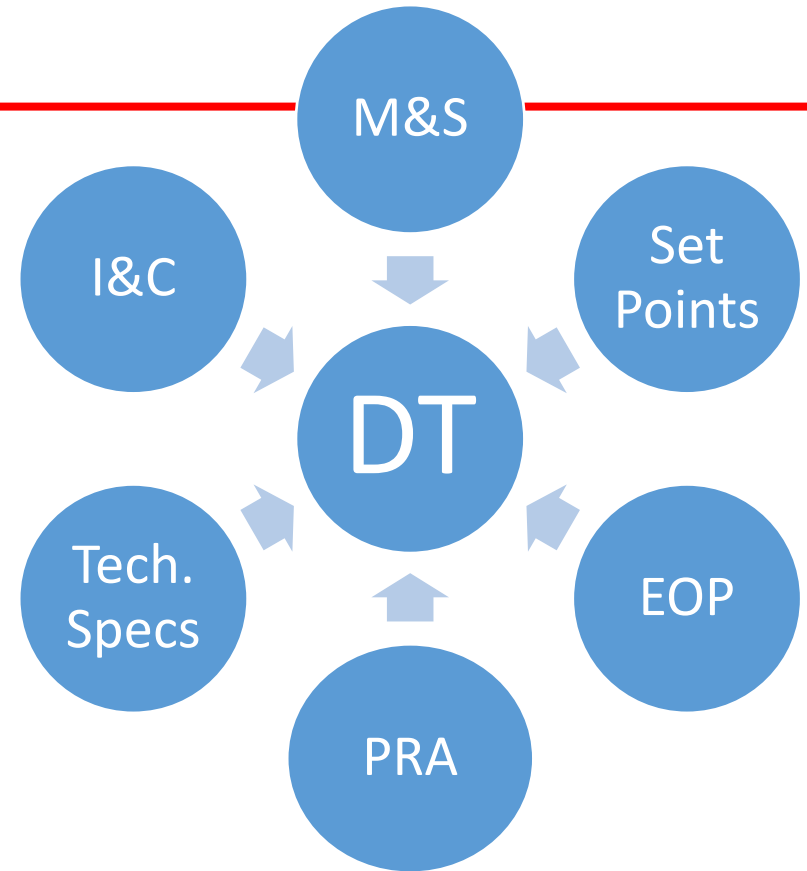 M&S
I&C
Set
Points
DT
Tech.
Specs
EOP
PRA